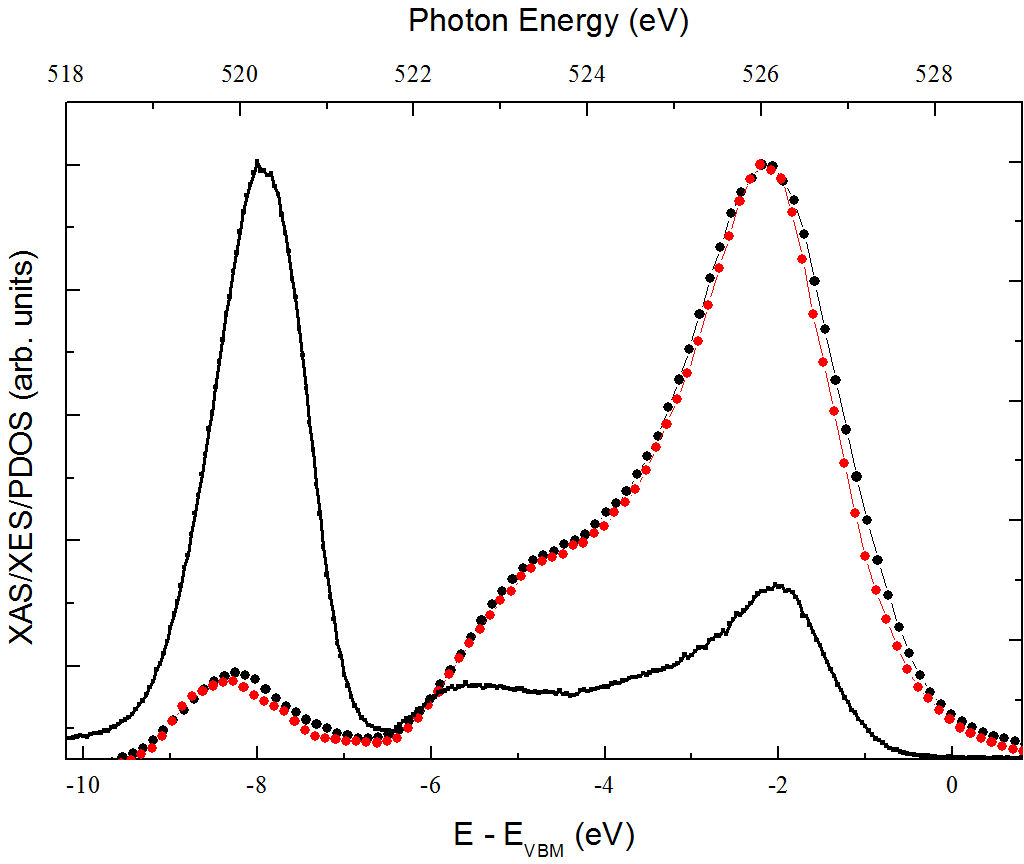 Photon Energy (eV)
518 520 522 524 526 528
XAS/XES/PDOS (arb. units)
-10 -8 -6 -4 -2 0
E - EVBM (eV)